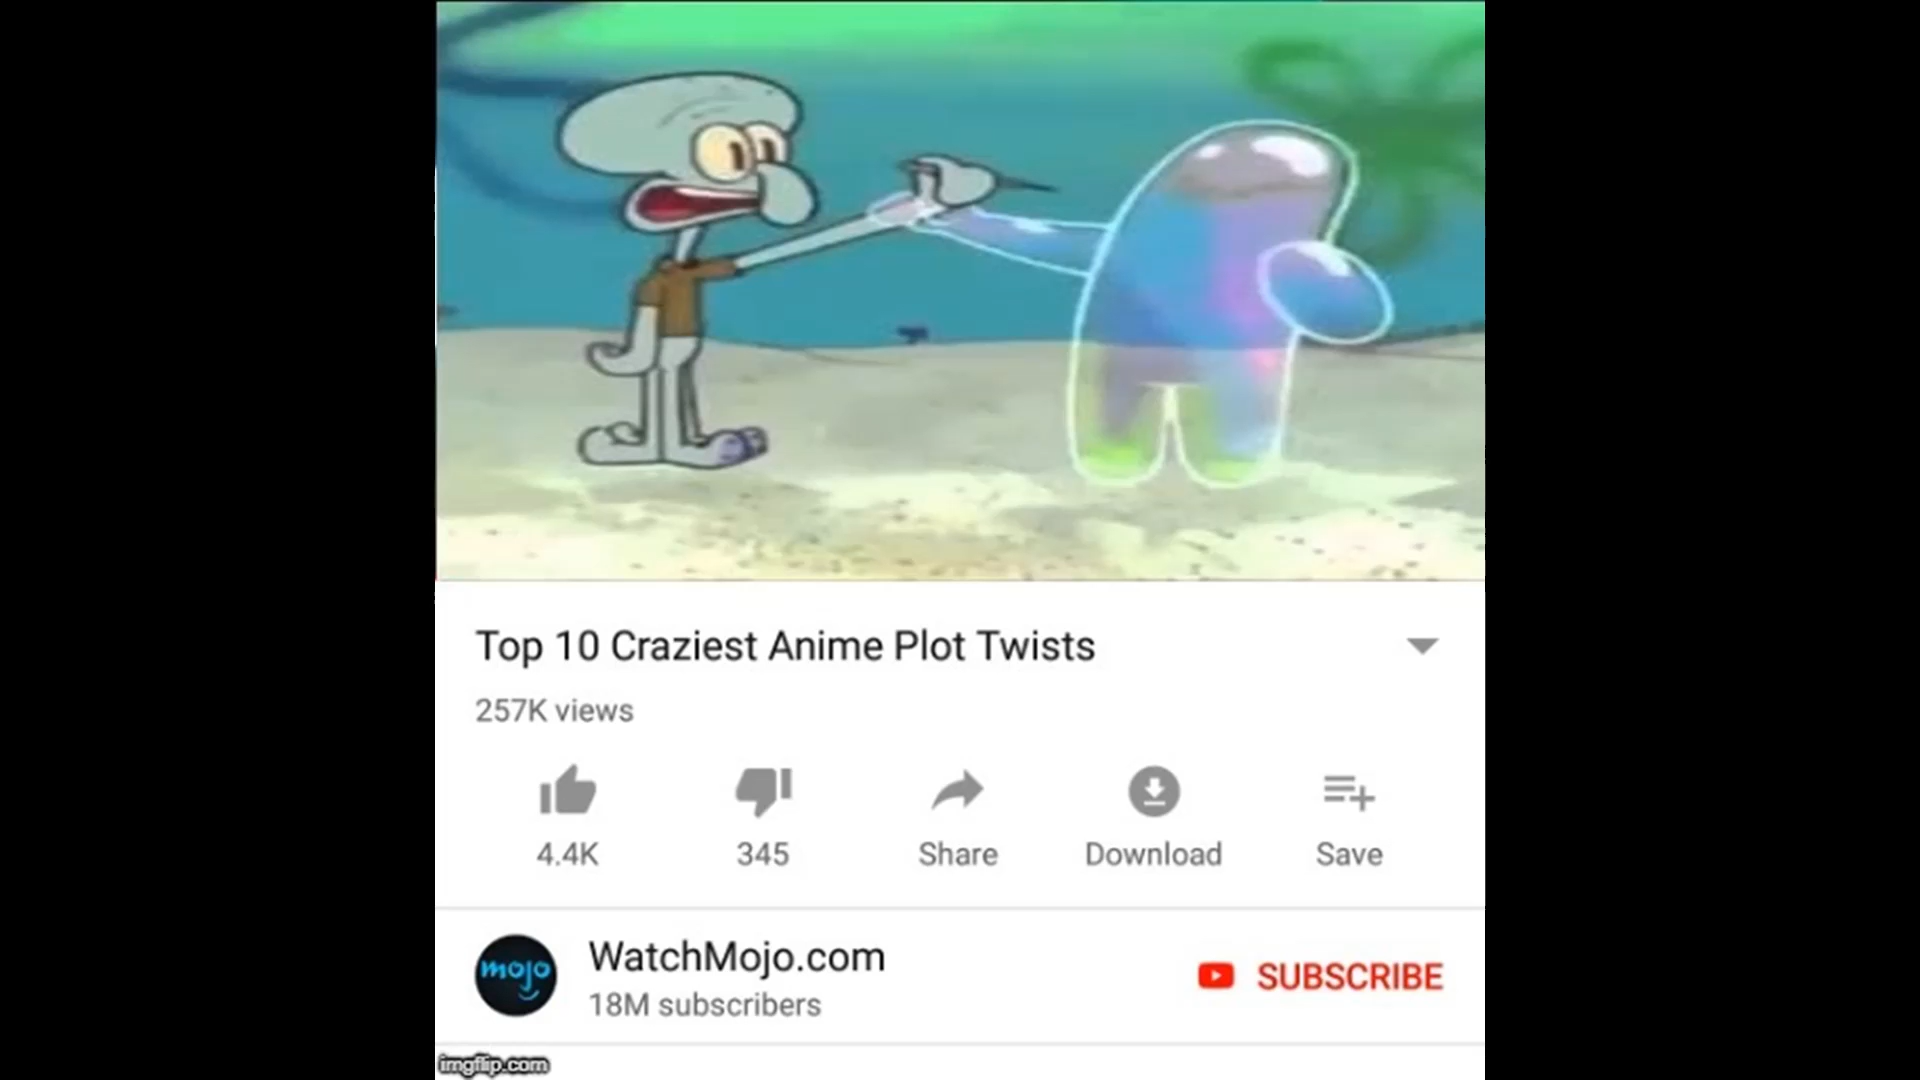 Top 10 Craziest Anime Plot Twists
257K views
4.4K 345 Share Download Save
mojo
WatchMojo.com
SUBSCRIBE
18M subscribers
imgflip.com